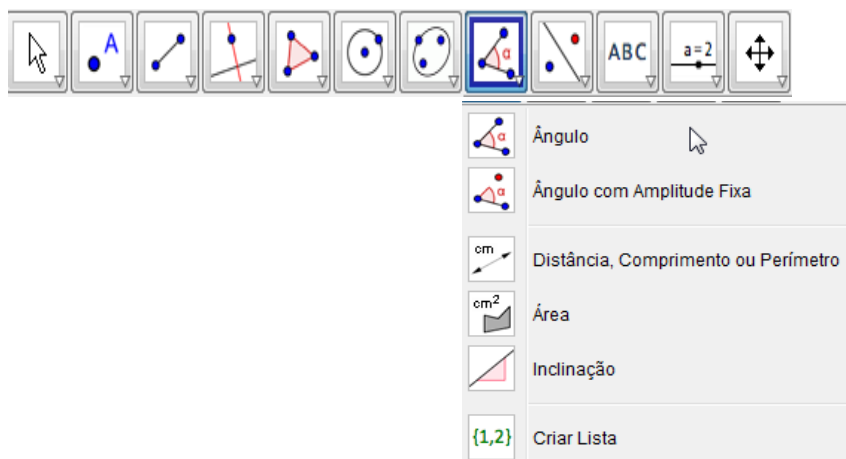 A
α
ABC
a=2
α
Ângulo
α
Ângulo com Amplitude Fixa
cm
Distância, Comprimento ou Perímetro
cm²
Área
Inclinação
{1,2}
Criar Lista